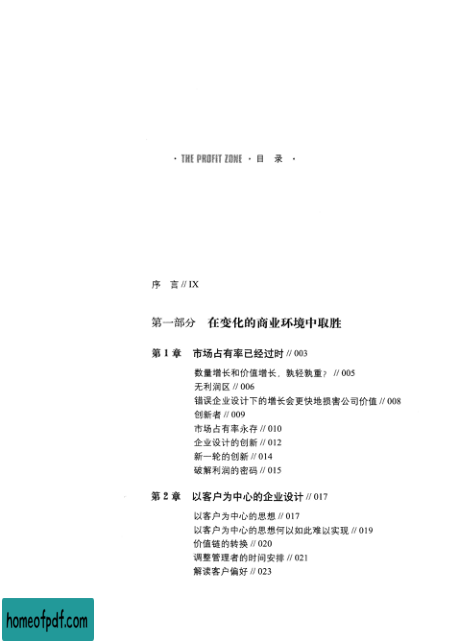 · THE PROFIT ZONE · 目 录 ·
序 言 // IX
第一部分 在变化的商业环境中取胜
第 1 章 市场占有率已经过时 // 003
数量增长和价值增长，孰轻孰重？ // 005
无利润区 // 006
错误企业设计下的增长会更快地损害公司价值 // 008
创新者 // 009
市场占有率永存 // 010
企业设计的创新 // 012
新一轮的创新 // 014
破解利润的密码 // 015
第 2 章 以客户为中心的企业设计 // 017
以客户为中心的思想 // 017
以客户为中心的思想何以如此难以实现 // 019
价值链的转换 // 020
调整管理者的时间安排 // 021
解读客户偏好 // 023
homeofpdf.com